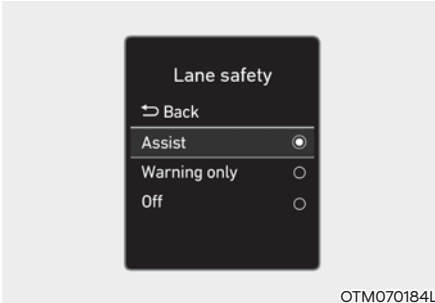 Lane safety
Back
Assist
Warning only
Off
OTM070184L